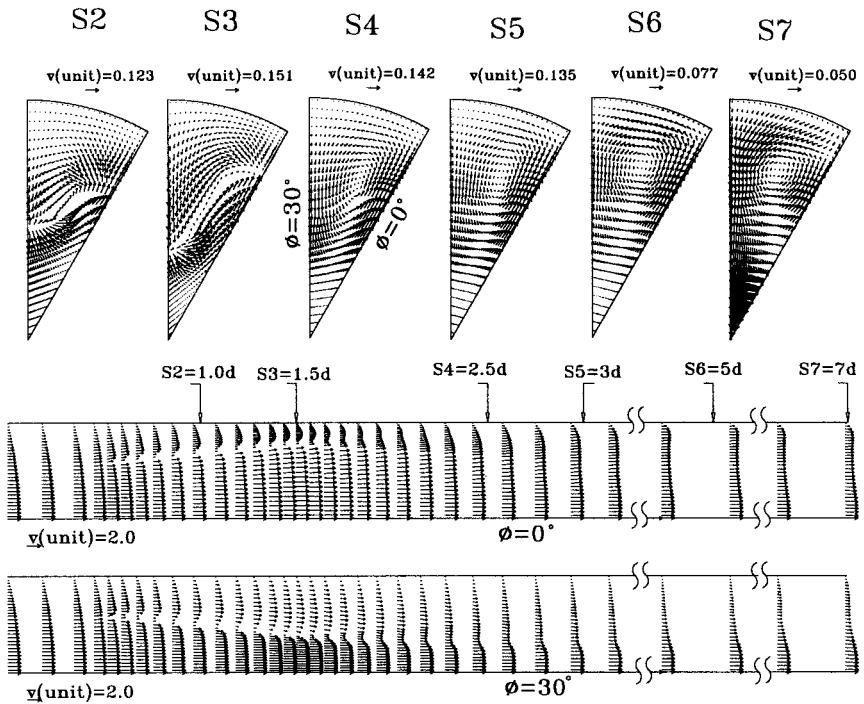 S2 S3 S4 S5 S6 S7
v(unit)=0.123 v(unit)=0.151 v(unit)=0.142 v(unit)=0.135 v(unit)=0.077 v(unit)=0.050
ø=30° ø=0°
S2=1.0d S3=1.5d S4=2.5d S5=3d S6=5d S7=7d
v(unit)=2.0 ø=0°
v(unit)=2.0 ø=30°